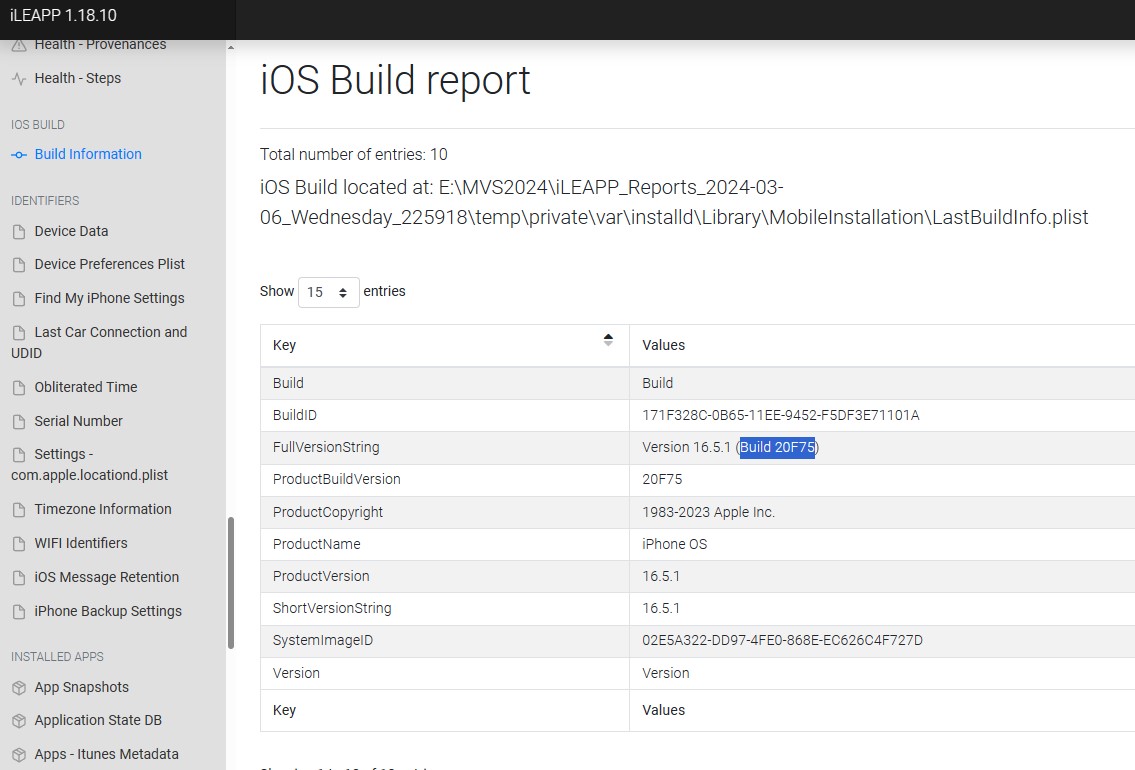 iLEAPP 1.18.10
Health - Provenances
Health - Steps
IOS BUILD
Build Information
IDENTIFIERS
Device Data
Device Preferences Plist
Find My iPhone Settings
Last Car Connection and
UDID
Obliterated Time
Serial Number
Settings -
com.apple.locationd.plist
Timezone Information
WIFI Identifiers
iOS Message Retention
iPhone Backup Settings
INSTALLED APPS
App Snapshots
Application State DB
Apps - Itunes Metadata
iOS Build report
Total number of entries: 10
iOS Build located at: E:\MVS2024\iLEAPP_Reports_2024-03-
06_Wednesday_225918\temp\private\var\installd\Library\MobileInstallation\LastBuildInfo.plist
Show 15 entries
Key Values
Build Build
BuildID 171F328C-0B65-11EE-9452-F5DF3E71101A
FullVersionString Version 16.5.1 (Build 20F75)
ProductBuildVersion 20F75
ProductCopyright 1983-2023 Apple Inc.
ProductName iPhone OS
ProductVersion 16.5.1
ShortVersionString 16.5.1
SystemImageID 02E5A322-DD97-4FE0-868E-EC626C4F727D
Version Version
Key Values